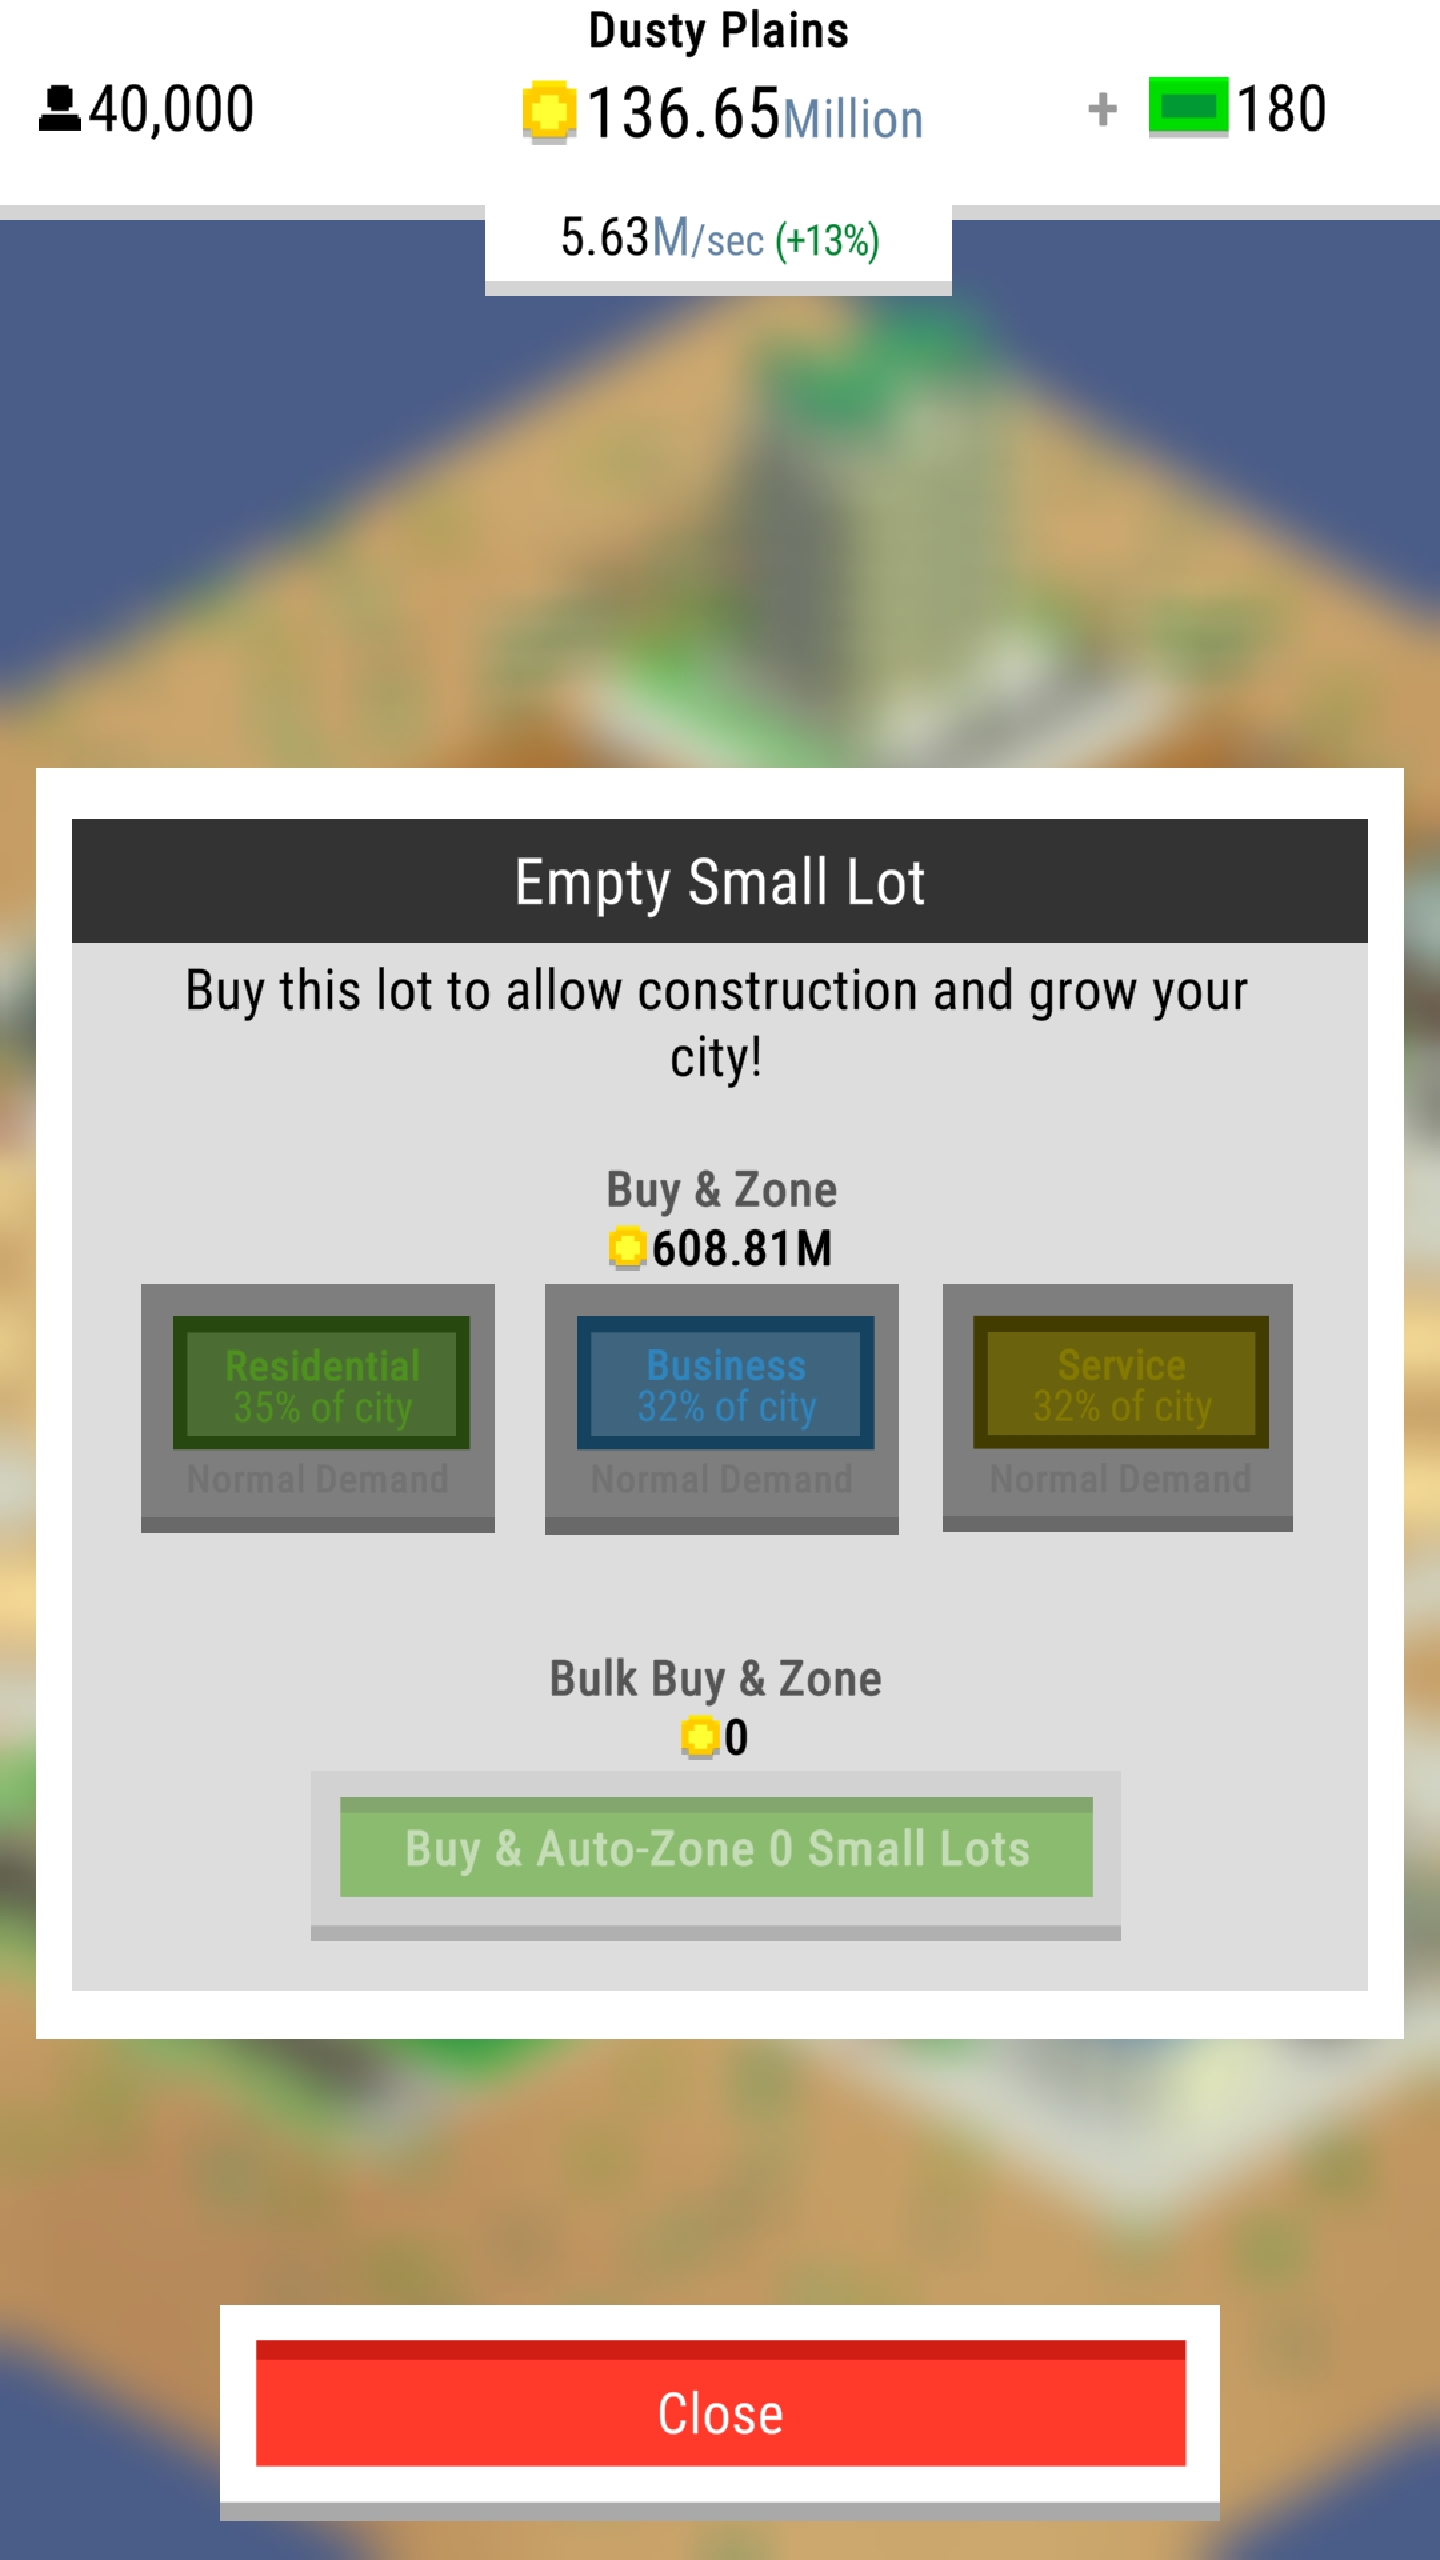 Dusty Plains
40,000
136.65Million
+ 180
5.63M/sec (+13%)
Empty Small Lot
Buy this lot to allow construction and grow your
city!
Buy & Zone
608.81M
Residential
35% of city
Normal Demand
Business
32% of city
Normal Demand
Service
32% of city
Normal Demand
Bulk Buy & Zone
0
Buy & Auto-Zone 0 Small Lots
Close